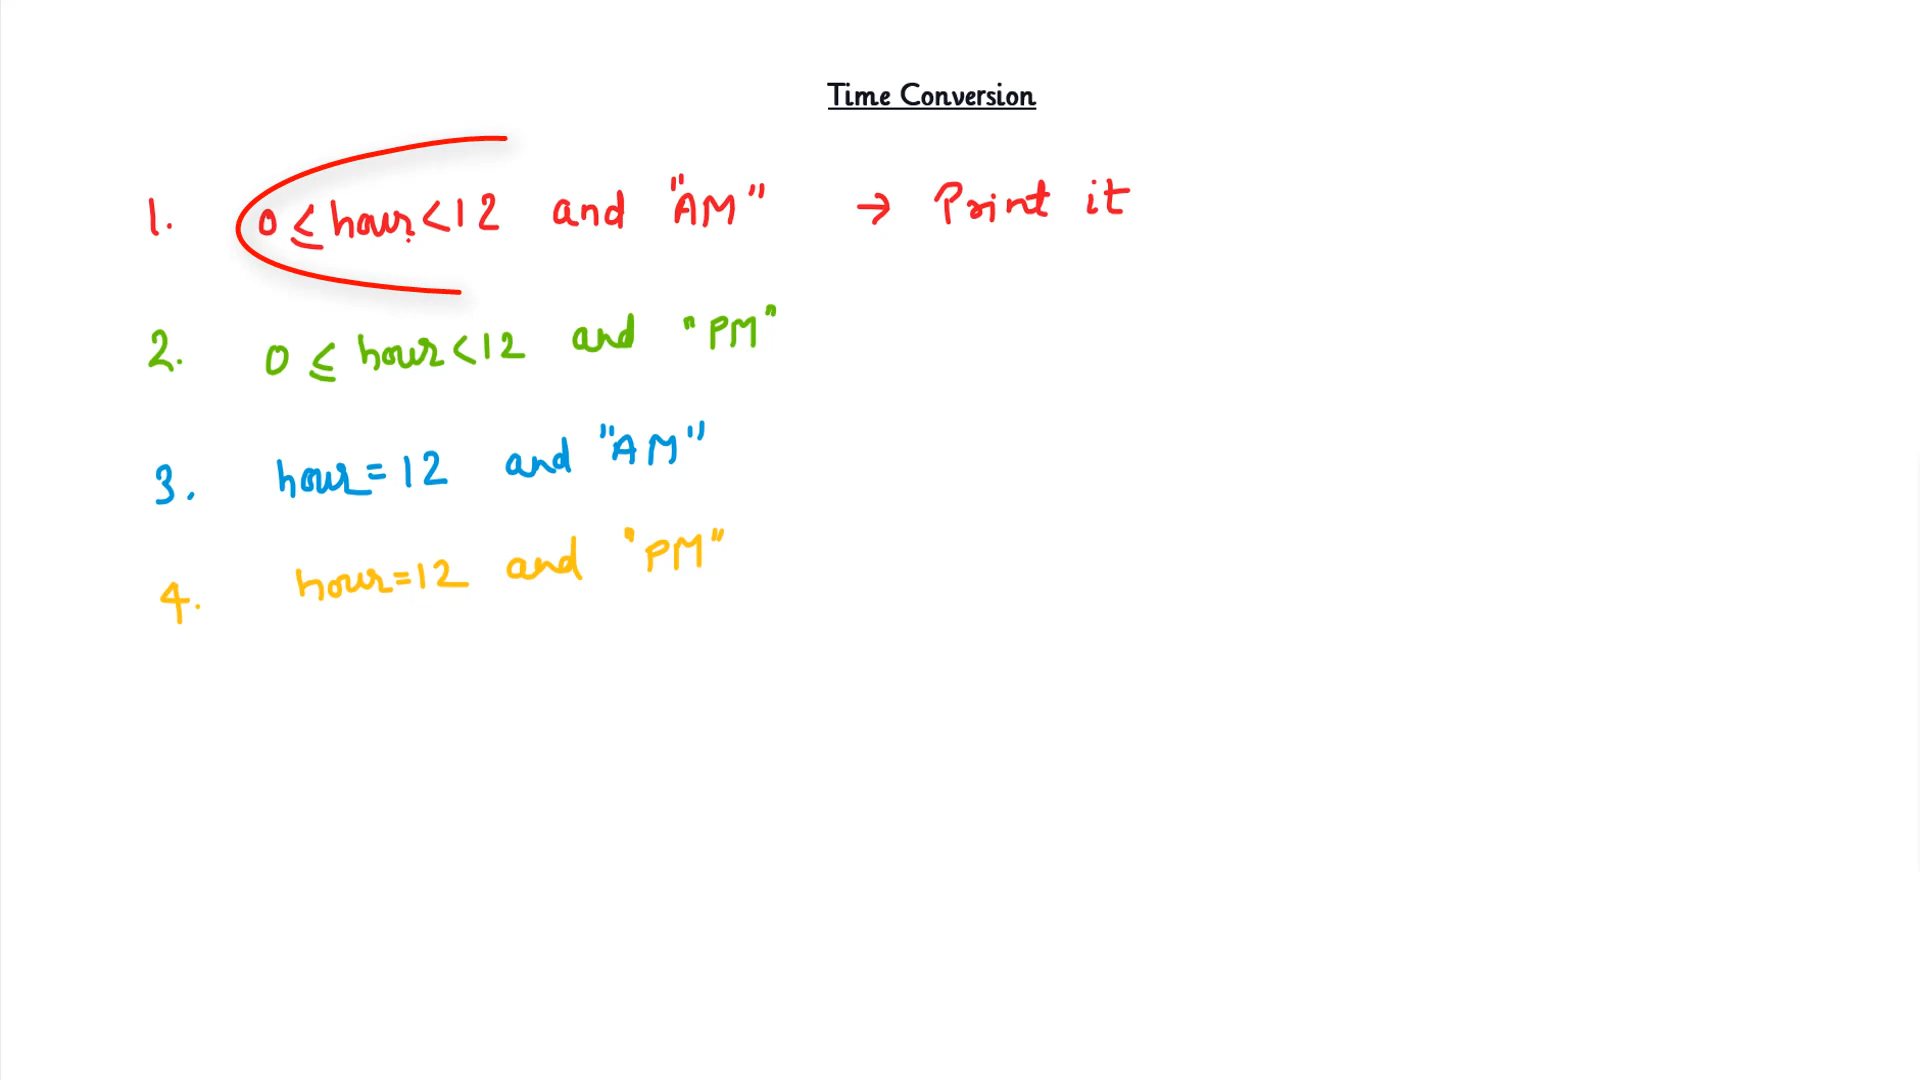 Time Conversion
1. 0 ≤ hour < 12 and "AM" → Print it
2. 0 ≤ hour < 12 and "PM"
3. hour = 12 and "AM"
4. hour = 12 and "PM"